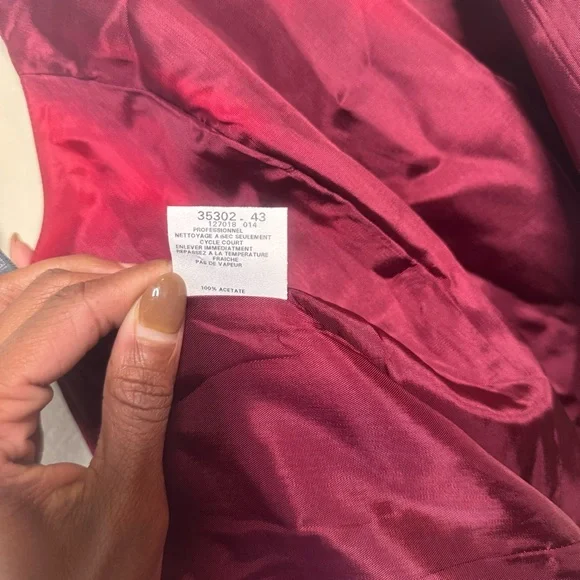 35302 - 43
127018 014
PROFESSIONNEL
NETTOYAGE A SEC SEULEMENT
CYCLE COURT
ENLEVER IMMEDIATMENT
REPASSEZ A LA TEMPERATURE
FRAICHE
PAS DE VAPEUR
100% ACETATE